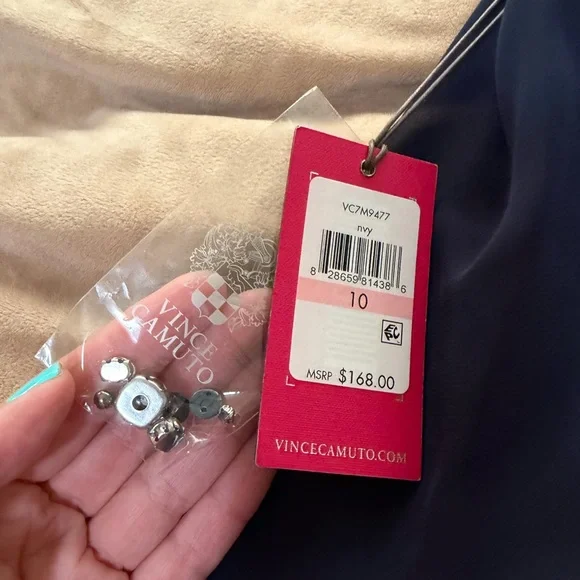 VINCE
CAMUTO
VC7M9477
nvy
8 28659 81438 6
10
MSRP $168.00
VINCECAMUTO.COM